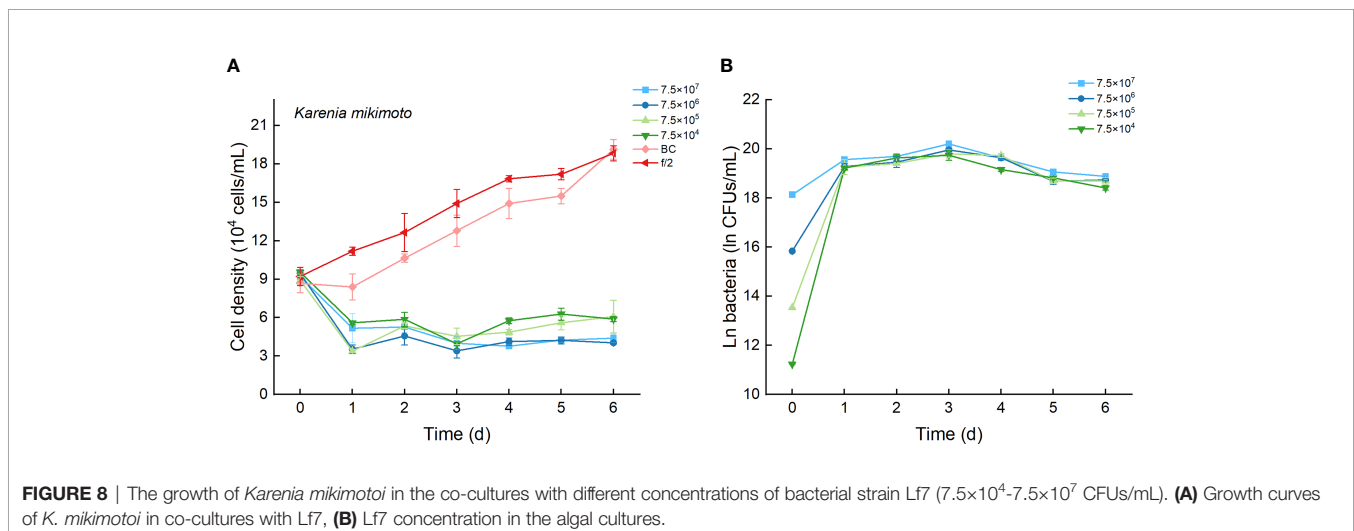 A
Karenia mikimoto
7.5×10⁷
7.5×10⁶
7.5×10⁵
7.5×10⁴
BC
f/2
Cell density (10⁴ cells/mL)
21
18
15
12
9
6
3
0
0 1 2 3 4 5 6
Time (d)
B
7.5×10⁷
7.5×10⁶
7.5×10⁵
7.5×10⁴
Ln bacteria (ln CFUs/mL)
22
20
18
16
14
12
10
0 1 2 3 4 5 6
Time (d)
FIGURE 8 | The growth of Karenia mikimotoi in the co-cultures with different concentrations of bacterial strain Lf7 (7.5×10⁴-7.5×10⁷ CFUs/mL). (A) Growth curves
of K. mikimotoi in co-cultures with Lf7, (B) Lf7 concentration in the algal cultures.